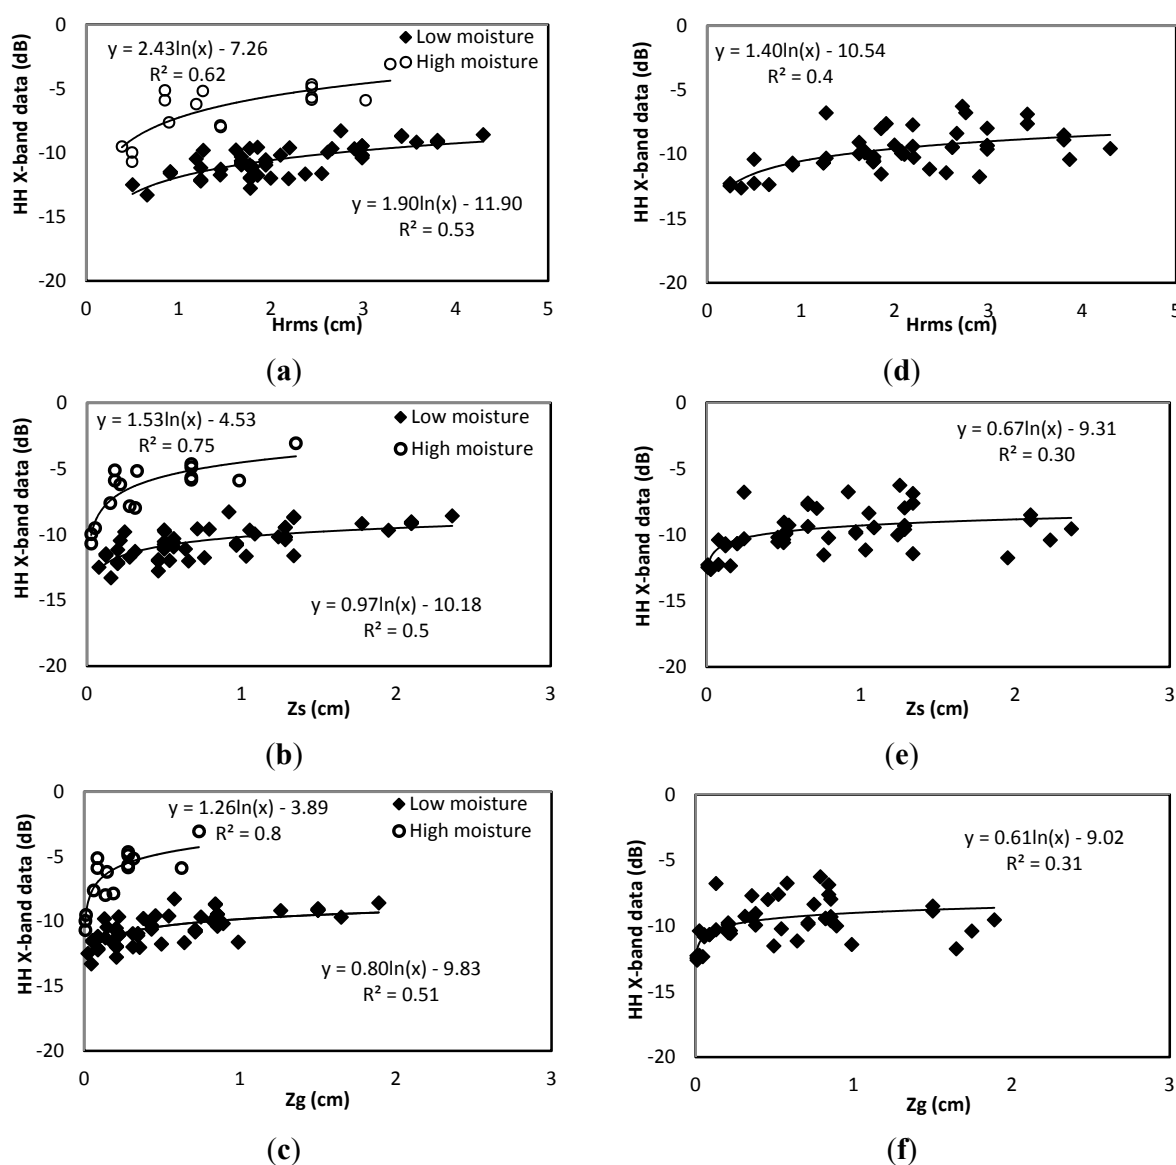 0
-5
-10
-15
-20
HH X-band data (dB)
y = 2.43ln(x) - 7.26
R² = 0.62
Low moisture
High moisture
y = 1.90ln(x) - 11.90
R² = 0.53
0 1 2 3 4 5
Hrms (cm)
(a)
0
-5
-10
-15
-20
HH X-band data (dB)
y = 1.40ln(x) - 10.54
R² = 0.4
0 1 2 3 4 5
Hrms (cm)
(d)
0
-5
-10
-15
-20
HH X-band data (dB)
y = 1.53ln(x) - 4.53
R² = 0.75
Low moisture
High moisture
y = 0.97ln(x) - 10.18
R² = 0.5
0 1 2 3
Zs (cm)
(b)
0
-5
-10
-15
-20
HH X-band data (dB)
y = 0.67ln(x) - 9.31
R² = 0.30
0 1 2 3
Zs (cm)
(e)
0
-5
-10
-15
-20
HH X-band data (dB)
y = 1.26ln(x) - 3.89
R² = 0.8
Low moisture
High moisture
y = 0.80ln(x) - 9.83
R² = 0.51
0 1 2 3
Zg (cm)
(c)
0
-5
-10
-15
-20
HH X-band data (dB)
y = 0.61ln(x) - 9.02
R² = 0.31
0 1 2 3
Zg (cm)
(f)